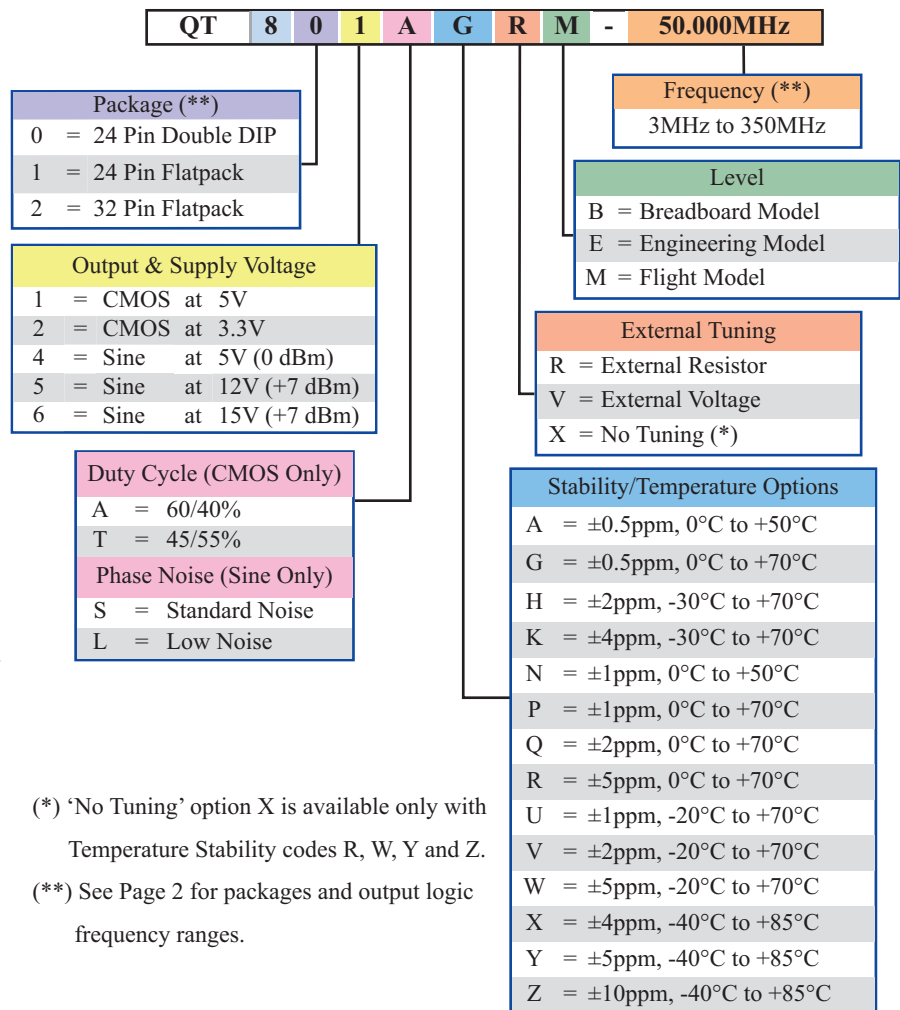 QT 8 0 1 A G R M - 50.000MHz
Package (**)
0 = 24 Pin Double DIP
1 = 24 Pin Flatpack
2 = 32 Pin Flatpack
Frequency (**)
3MHz to 350MHz
Level
B = Breadboard Model
E = Engineering Model
M = Flight Model
Output & Supply Voltage
1 = CMOS at 5V
2 = CMOS at 3.3V
4 = Sine at 5V (0 dBm)
5 = Sine at 12V (+7 dBm)
6 = Sine at 15V (+7 dBm)
External Tuning
R = External Resistor
V = External Voltage
X = No Tuning (*)
Duty Cycle (CMOS Only)
A = 60/40%
T = 45/55%
Phase Noise (Sine Only)
S = Standard Noise
L = Low Noise
Stability/Temperature Options
A = ±0.5ppm, 0°C to +50°C
G = ±0.5ppm, 0°C to +70°C
H = ±2ppm, -30°C to +70°C
K = ±4ppm, -30°C to +70°C
N = ±1ppm, 0°C to +50°C
P = ±1ppm, 0°C to +70°C
Q = ±2ppm, 0°C to +70°C
R = ±5ppm, 0°C to +70°C
U = ±1ppm, -20°C to +70°C
V = ±2ppm, -20°C to +70°C
W = ±5ppm, -20°C to +70°C
X = ±4ppm, -40°C to +85°C
Y = ±5ppm, -40°C to +85°C
Z = ±10ppm, -40°C to +85°C
(*) ‘No Tuning’ option X is available only with
Temperature Stability codes R, W, Y and Z.
(**) See Page 2 for packages and output logic
frequency ranges.